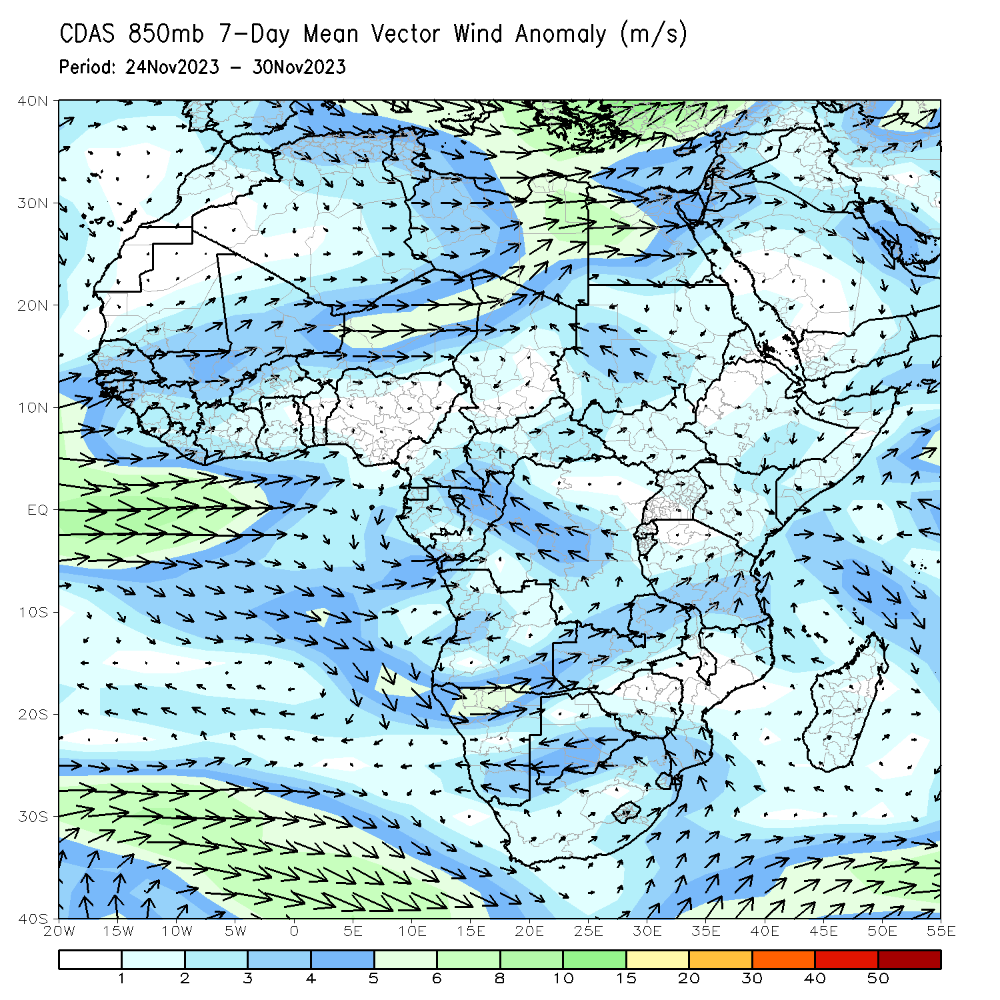 CDAS 850mb 7-Day Mean Vector Wind Anomaly (m/s)
Period: 24Nov2023 - 30Nov2023
40N
30N
20N
10N
EQ
10S
20S
30S
40S
20W 15W 10W 5W 0 5E 10E 15E 20E 25E 30E 35E 40E 45E 50E 55E
1 2 3 4 5 6 8 10 15 20 30 40 50